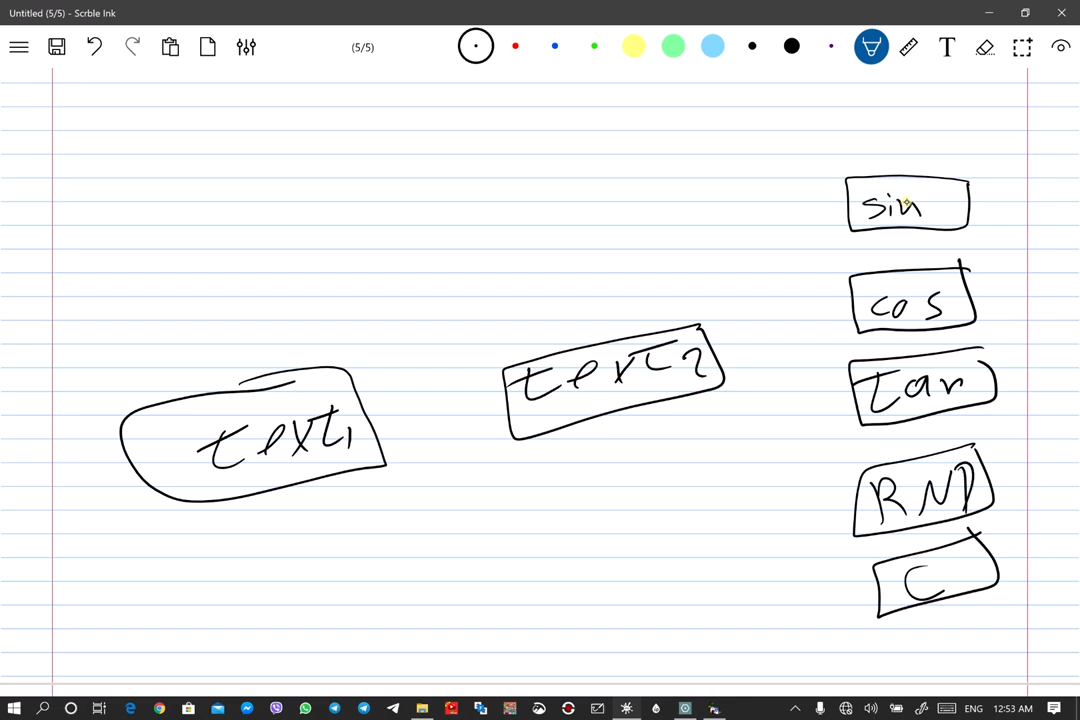 Untitled (5/5) - Scrble Ink
(5/5)
T
sin
cos
text1
text2
tan
RND
C
ENG
12:53 AM